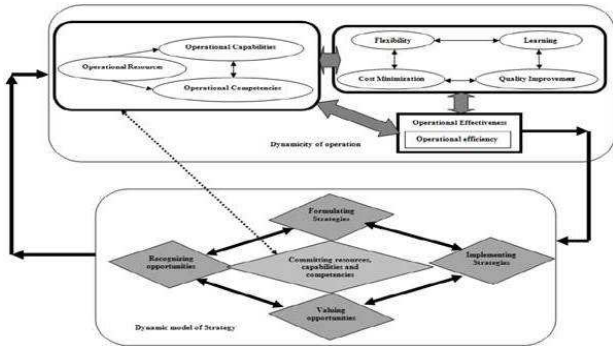 Operational Capabilities
Operational Resources
Operational Competencies
Flexibility
Learning
Cost Minimization
Quality Improvement
Operational Effectiveness
Operational efficiency
Dynamicity of operation
Formulating
Strategies
Recognizing
opportunities
Committing resources,
capabilities and
competencies
Implementing
Strategies
Valuing
opportunities
Dynamic model of Strategy